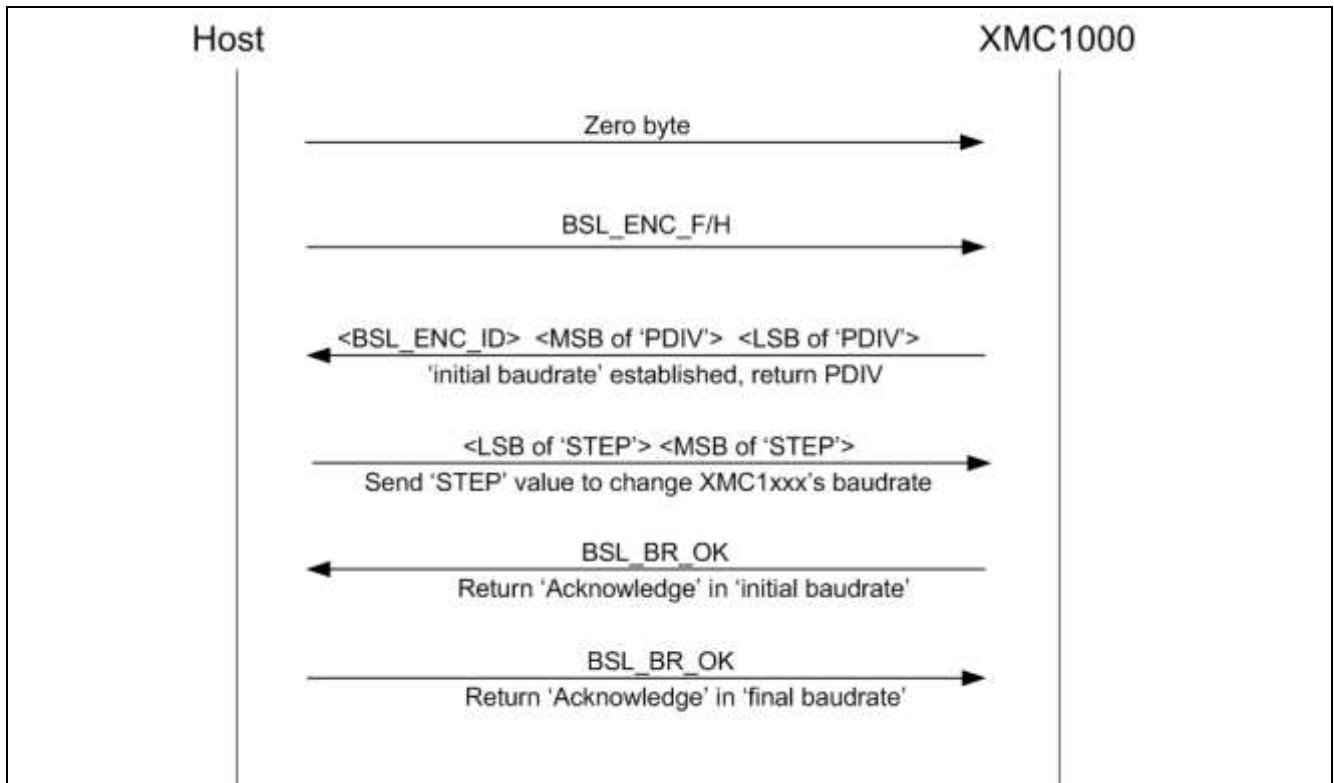 Host
XMC1000
Zero byte
BSL_ENC_F/H
<BSL_ENC_ID> <MSB of ‘PDIV’> <LSB of ‘PDIV’>
‘initial baudrate’ established, return PDIV
<LSB of ‘STEP’> <MSB of ‘STEP’>
Send ‘STEP’ value to change XMC1xxx’s baudrate
BSL_BR_OK
Return ‘Acknowledge’ in ‘initial baudrate’
BSL_BR_OK
Return ‘Acknowledge’ in ‘final baudrate’